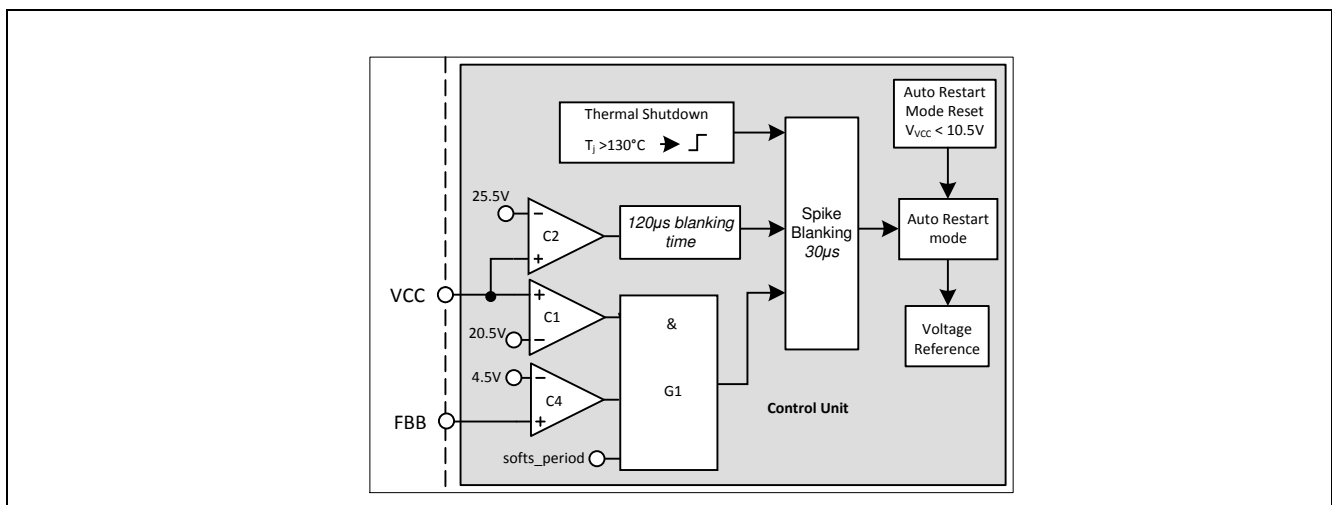 Thermal Shutdown
Tj >130°C
Auto Restart
Mode Reset
VVCC < 10.5V
25.5V
−
C2
+
120µs blanking
time
Spike
Blanking
30µs
Auto Restart
mode
VCC
+
C1
−
20.5V
&
G1
Voltage
Reference
4.5V
−
C4
+
FBB
Control Unit
softs_period